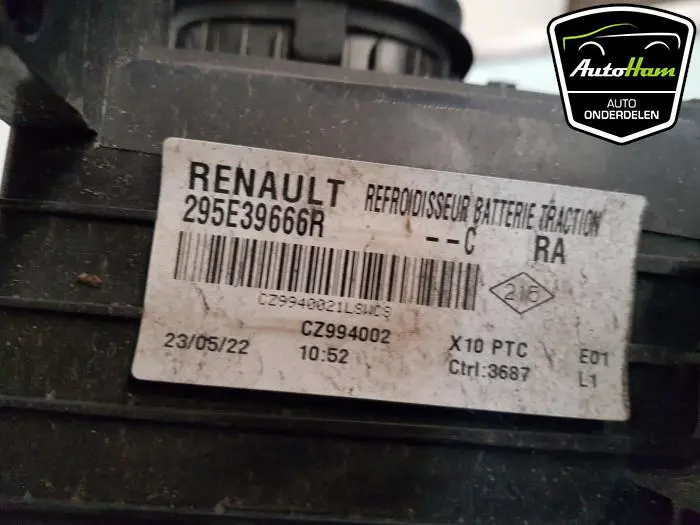 AutoHam
AUTO
ONDERDELEN
RENAULT REFROIDISSEUR BATTERIE TRACTION
295E39666R --C RA
216
CZ9940021LSWCS
23/05/22 CZ994002 X10 PTC E01
10:52 Ctrl:3687 L1